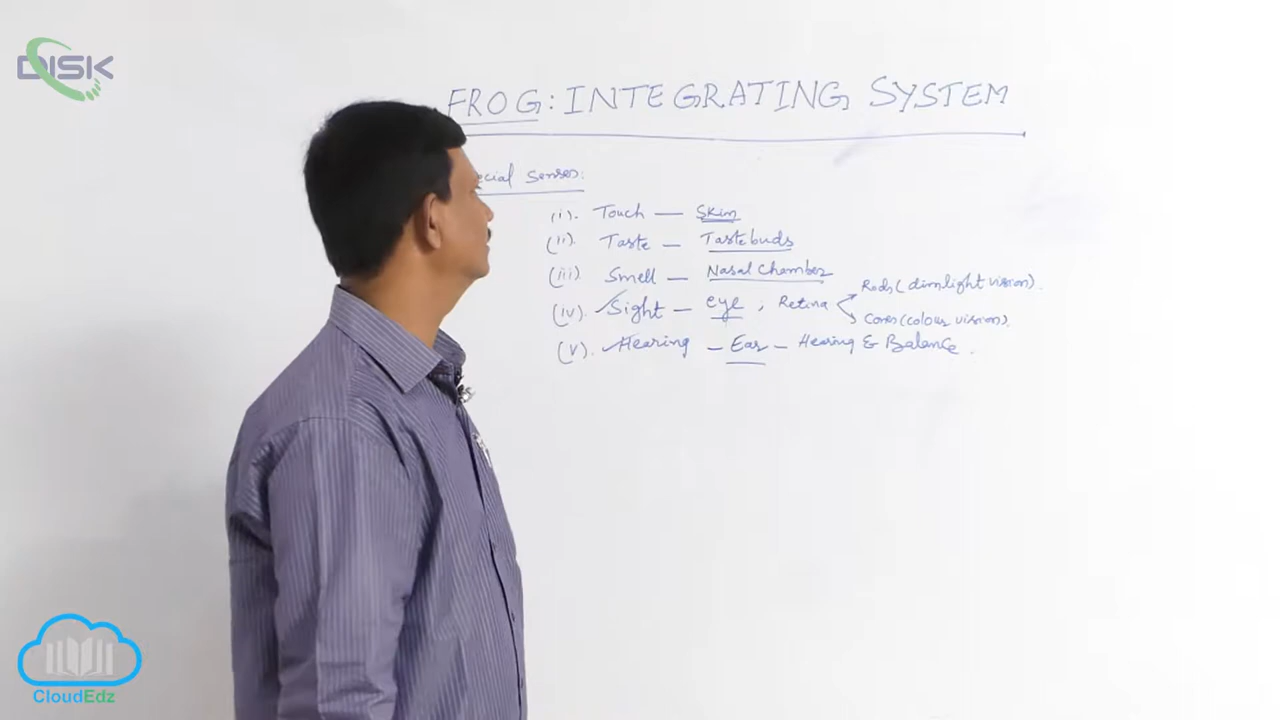 DISK
FROG: INTEGRATING SYSTEM
ecial senses:
(i). Touch — Skin
(ii). Taste — Tastebuds
(iii). Smell — Nasal Chamber
(iv). Sight — eye ; Retina Rods (dimlight vision).
Cones (colour vision).
(v). Hearing — Ear — Hearing & Balance.
CloudEdz